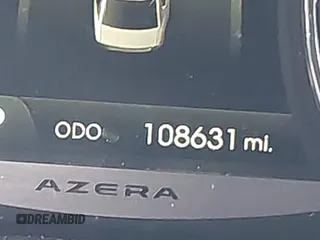 ODO 108631 mi.
AZERA
DREAMBID